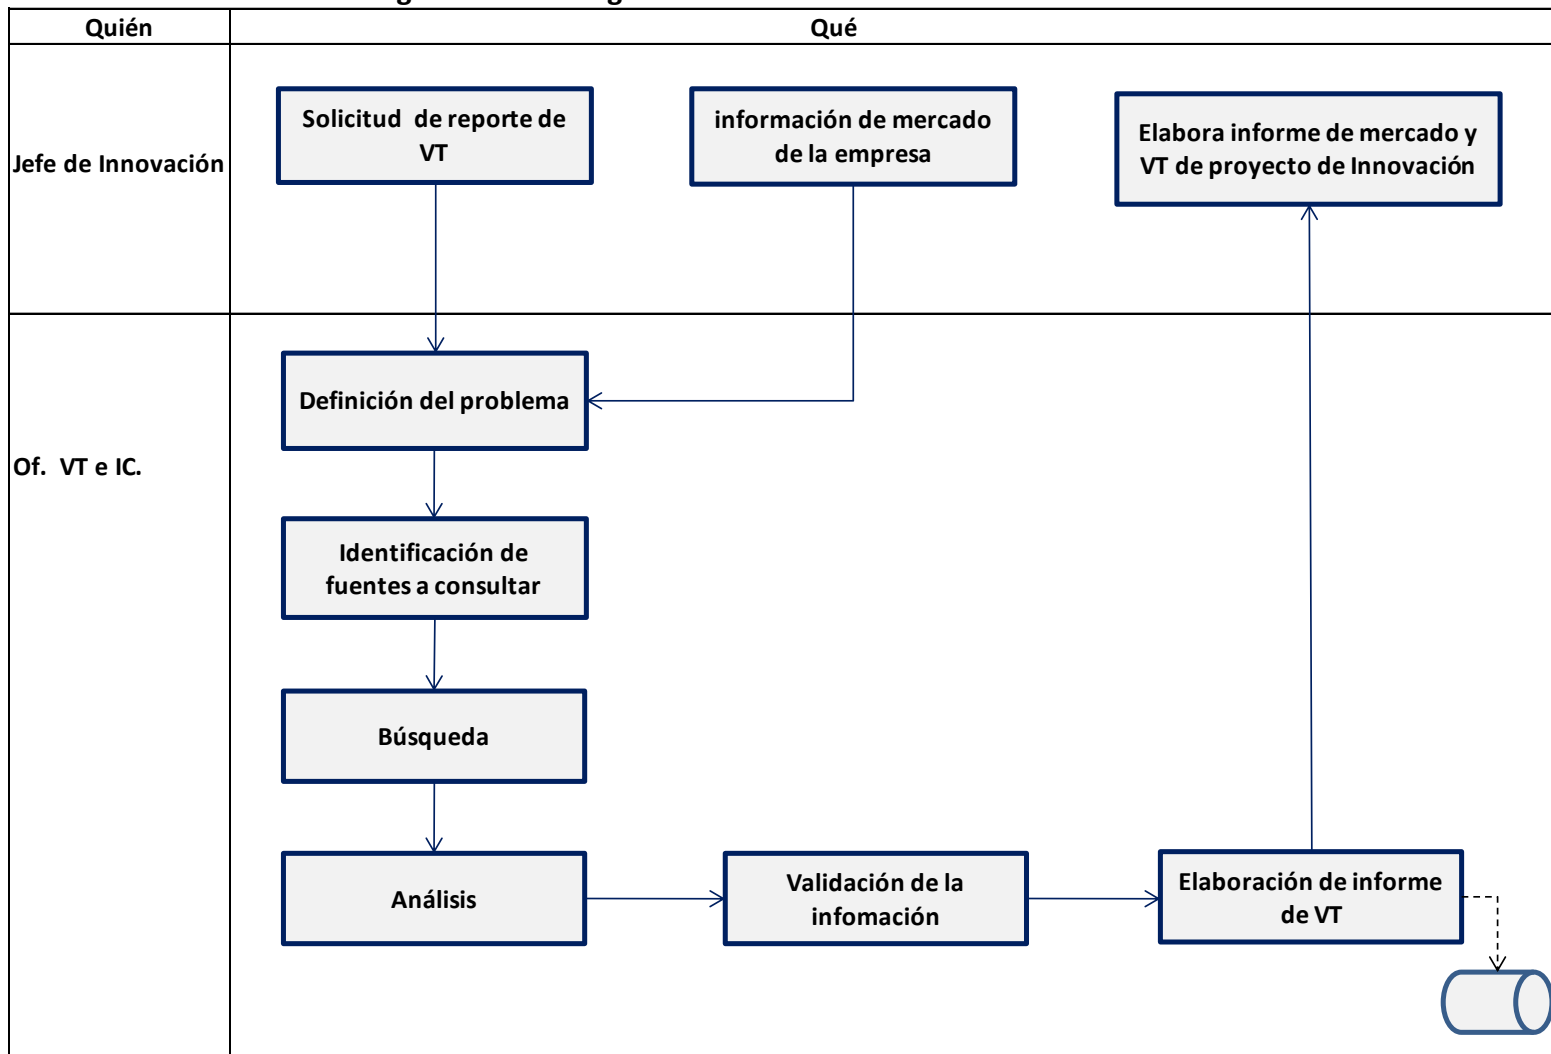 Quién
Qué
Jefe de Innovación
Solicitud de reporte de
VT
información de mercado
de la empresa
Elabora informe de mercado y
VT de proyecto de Innovación
Of. VT e IC.
Definición del problema
Identificación de
fuentes a consultar
Búsqueda
Análisis
Validación de la
infomación
Elaboración de informe
de VT